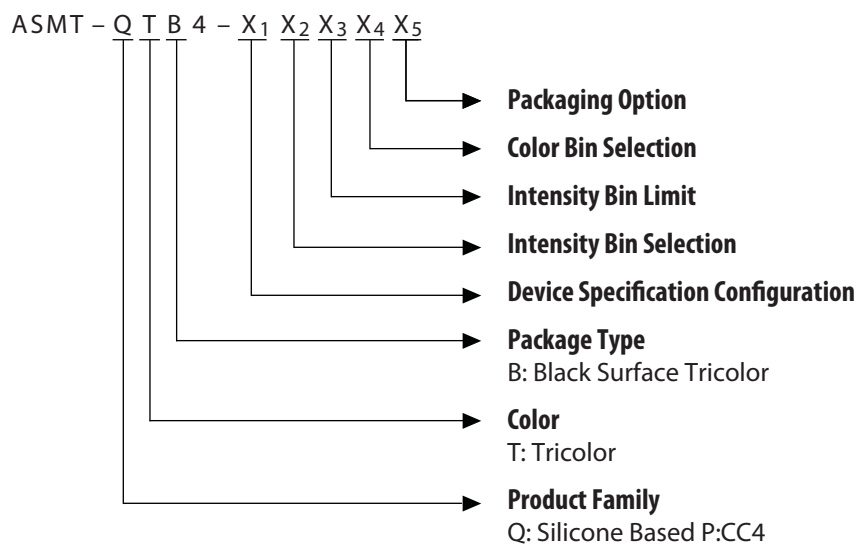 ASMT – Q T B 4 – X1 X2 X3 X4 X5
Packaging Option
Color Bin Selection
Intensity Bin Limit
Intensity Bin Selection
Device Specification Configuration
Package Type
B: Black Surface Tricolor
Color
T: Tricolor
Product Family
Q: Silicone Based P:CC4